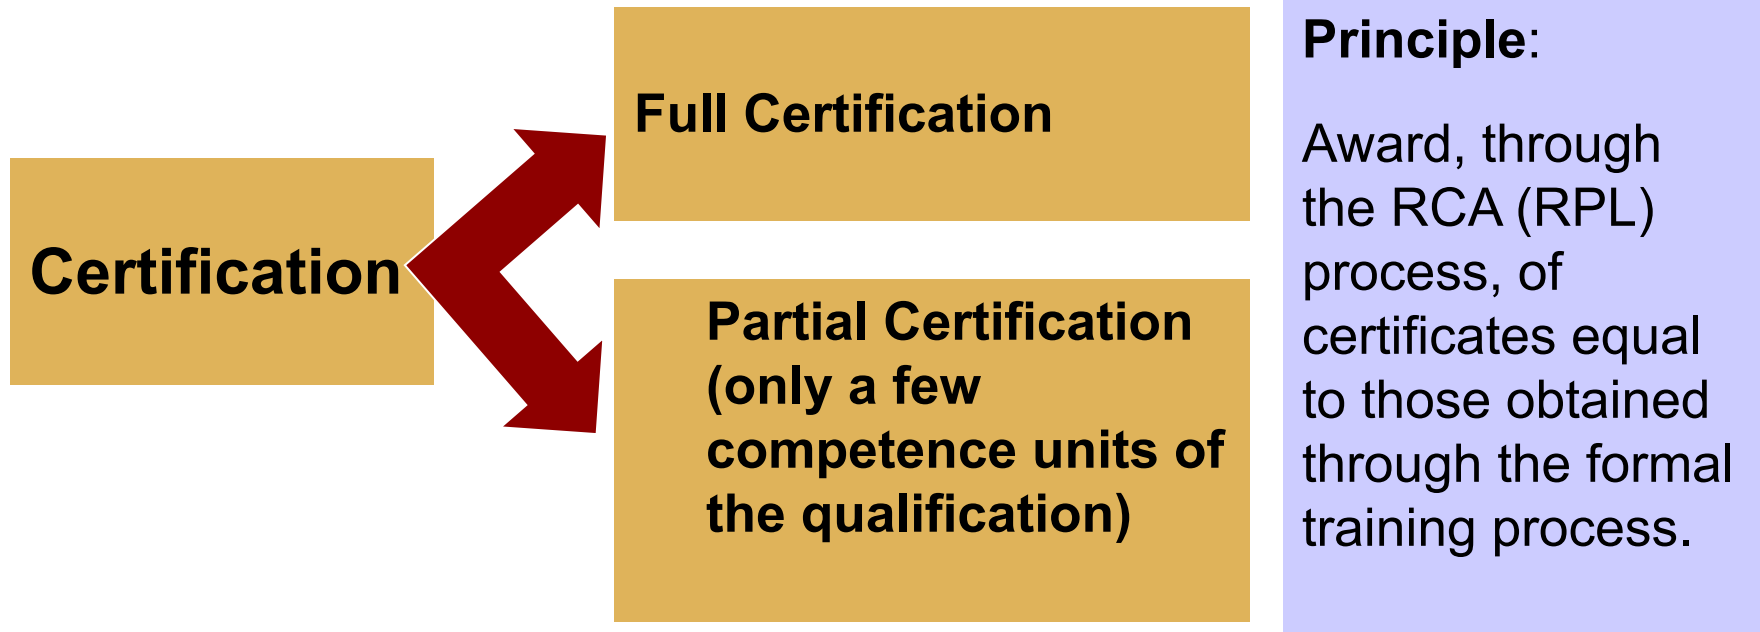 Certification
Full Certification
Partial Certification
(only a few
competence units of
the qualification)
Principle:
Award, through
the RCA (RPL)
process, of
certificates equal
to those obtained
through the formal
training process.